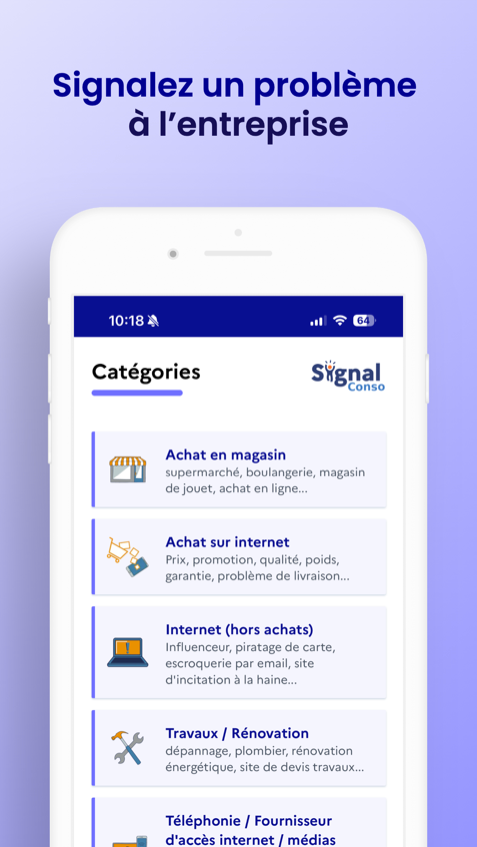 Signalez un problème
à l’entreprise
10:18
64
Catégories
Signal
Conso
Achat en magasin
supermarché, boulangerie, magasin
de jouet, achat en ligne...
Achat sur internet
Prix, promotion, qualité, poids,
garantie, problème de livraison...
Internet (hors achats)
Influenceur, piratage de carte,
escroquerie par email, site
d'incitation à la haine...
Travaux / Rénovation
dépannage, plombier, rénovation
énergétique, site de devis travaux...
Téléphonie / Fournisseur
d'accès internet / médias